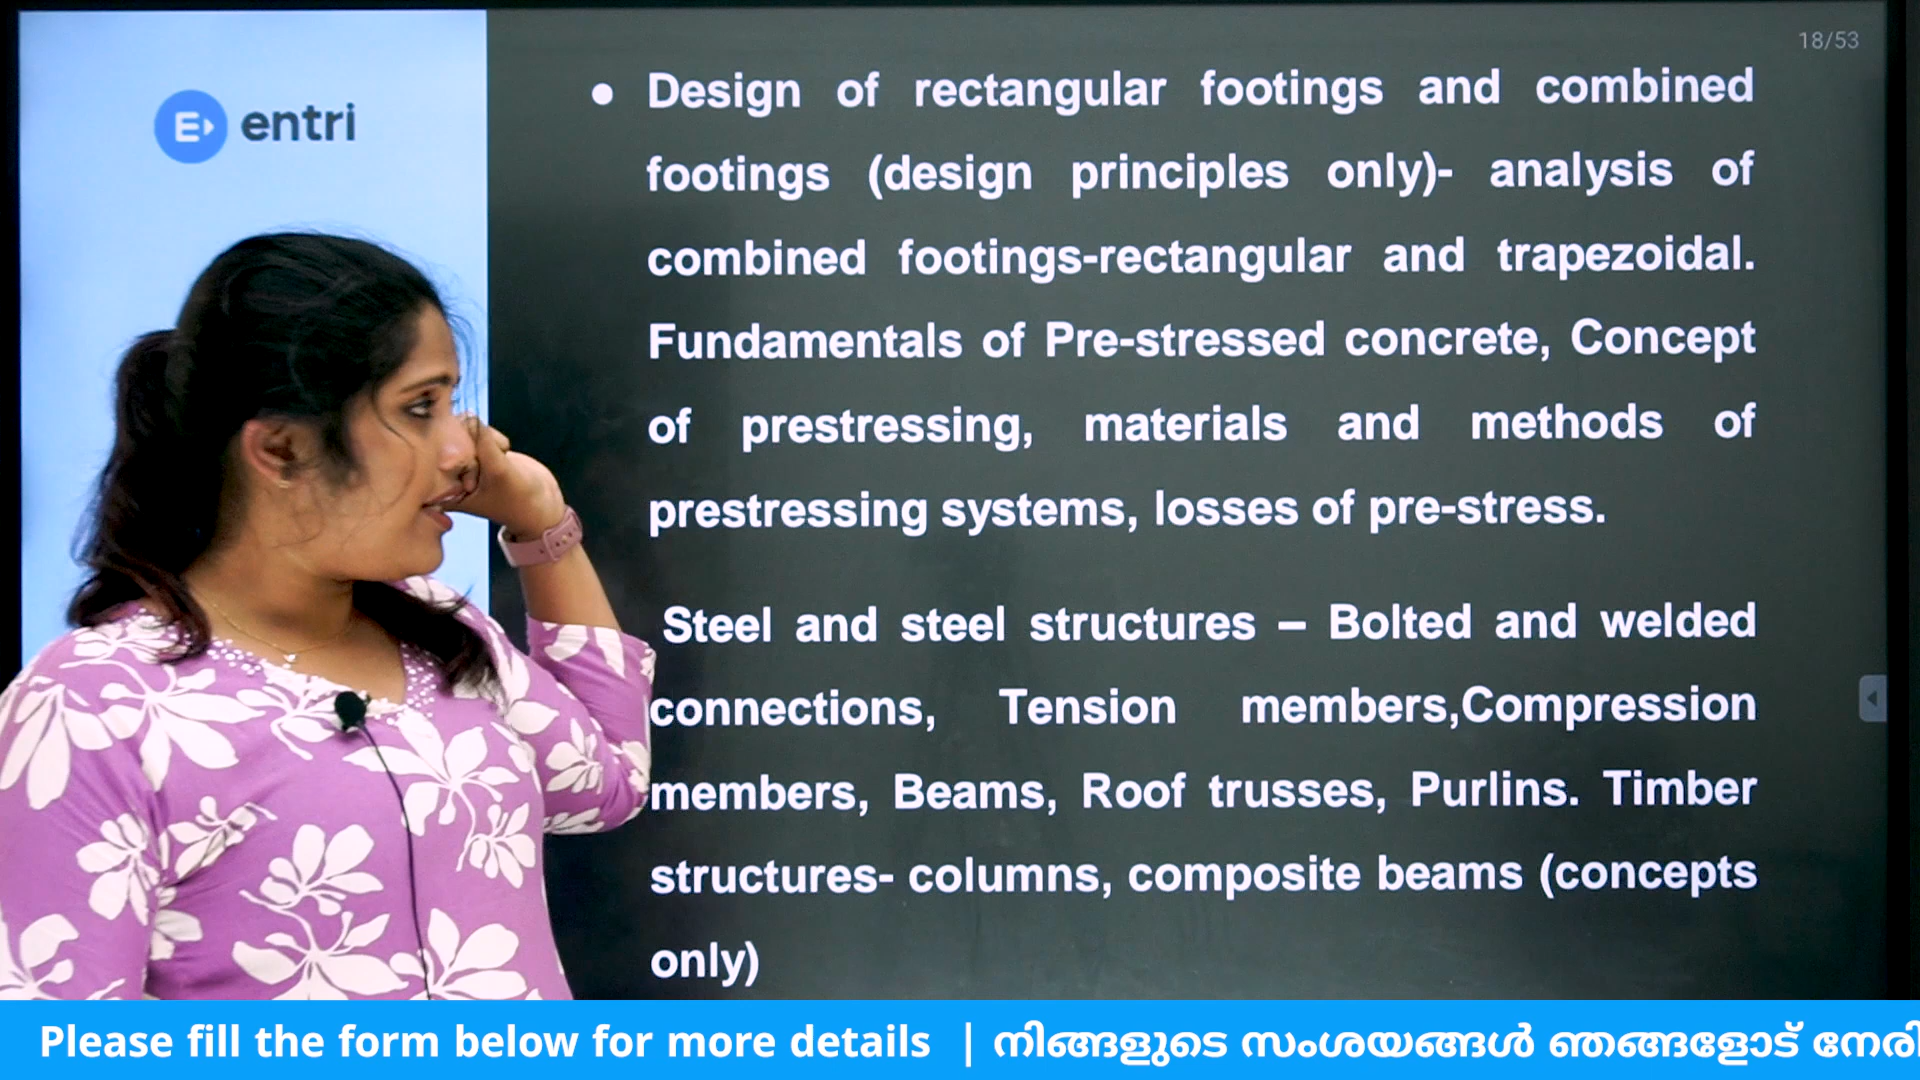 18/53
entri
● Design of rectangular footings and combined
footings (design principles only)- analysis of
combined footings-rectangular and trapezoidal.
Fundamentals of Pre-stressed concrete, Concept
of prestressing, materials and methods of
prestressing systems, losses of pre-stress.
Steel and steel structures – Bolted and welded
connections, Tension members,Compression
members, Beams, Roof trusses, Purlins. Timber
structures- columns, composite beams (concepts
only)
Please fill the form below for more details | നിങ്ങളുടെ സംശയങ്ങൾ ഞങ്ങളോട് നേരി